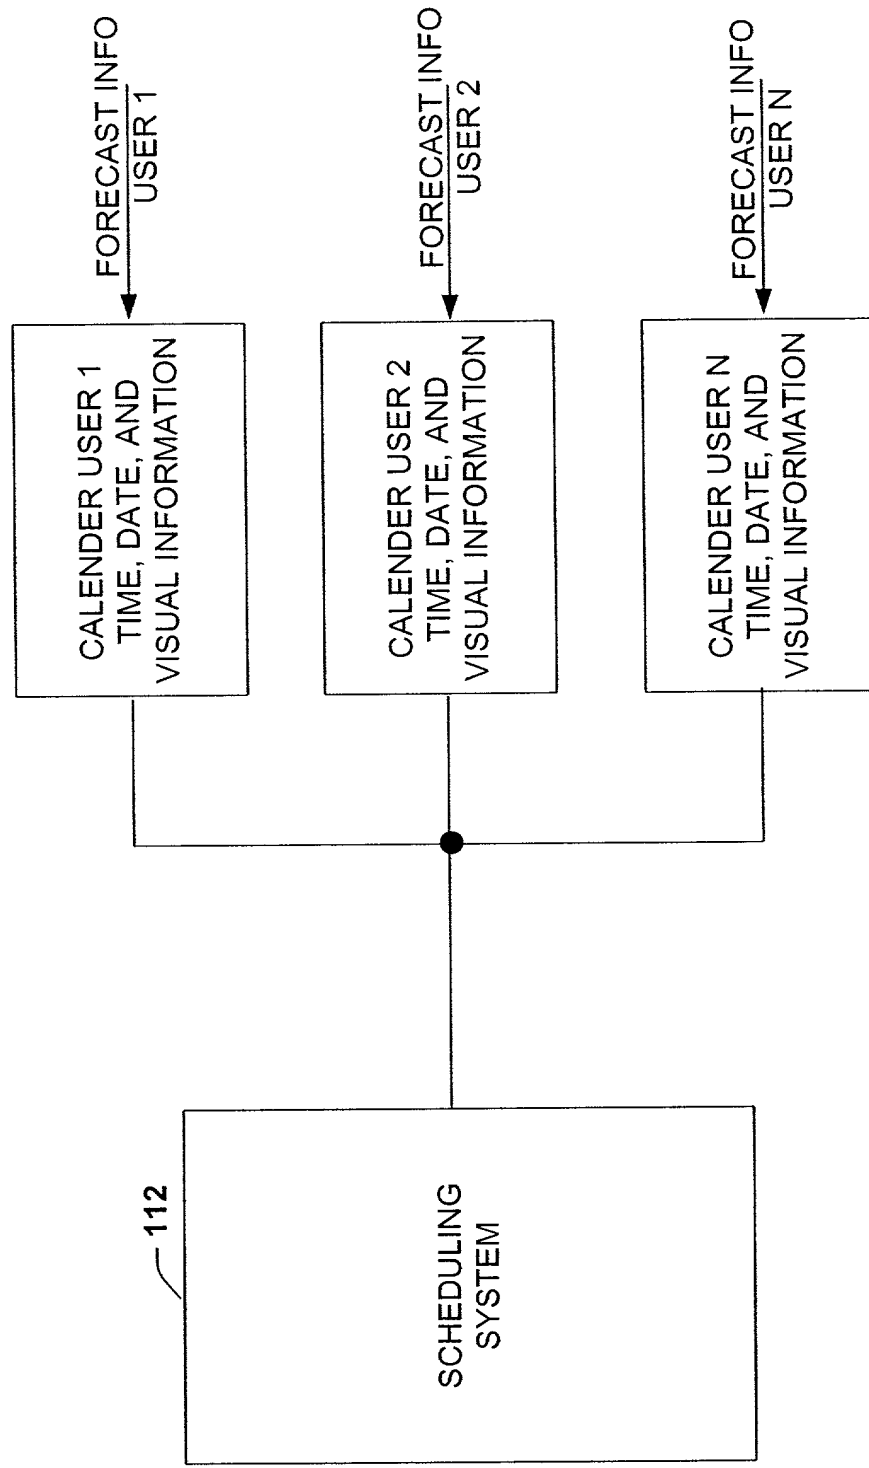 FORECAST INFO
USER 1
CALENDER USER 1
TIME, DATE, AND
VISUAL INFORMATION
FORECAST INFO
USER 2
CALENDER USER 2
TIME, DATE, AND
VISUAL INFORMATION
FORECAST INFO
USER N
CALENDER USER N
TIME, DATE, AND
VISUAL INFORMATION
112
SCHEDULING
SYSTEM